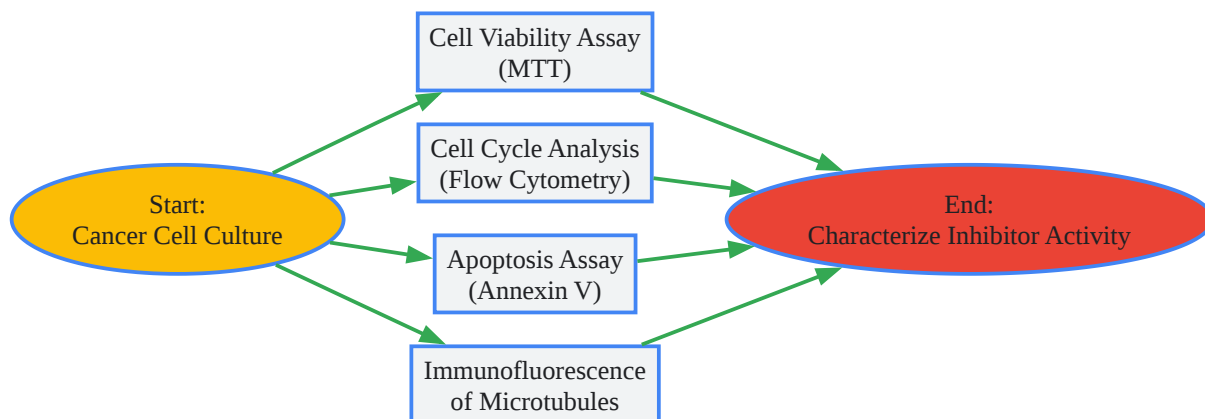 Start:
Cancer Cell Culture
Cell Viability Assay
(MTT)
Cell Cycle Analysis
(Flow Cytometry)
Apoptosis Assay
(Annexin V)
Immunofluorescence
of Microtubules
End:
Characterize Inhibitor Activity